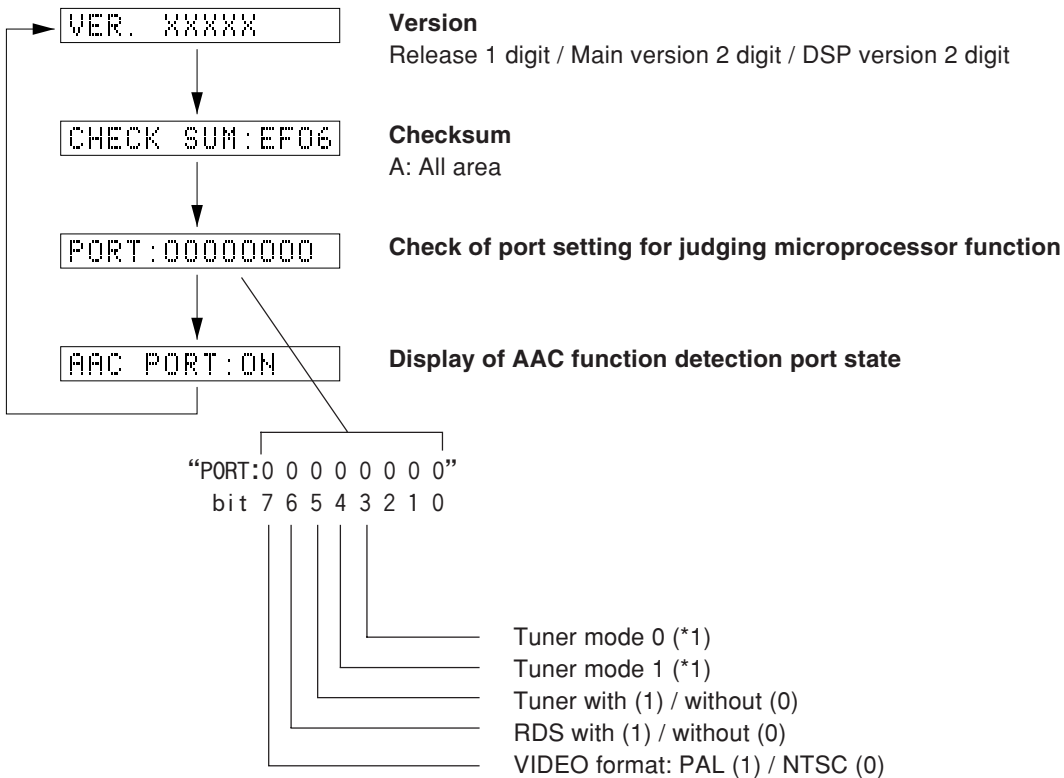 VER. XXXXX
Version
Release 1 digit / Main version 2 digit / DSP version 2 digit
CHECK SUM:EF06
Checksum
A: All area
PORT:00000000
Check of port setting for judging microprocessor function
AAC PORT:ON
Display of AAC function detection port state
“PORT:0 0 0 0 0 0 0 0”
bit 7 6 5 4 3 2 1 0
Tuner mode 0 (*1)
Tuner mode 1 (*1)
Tuner with (1) / without (0)
RDS with (1) / without (0)
VIDEO format: PAL (1) / NTSC (0)